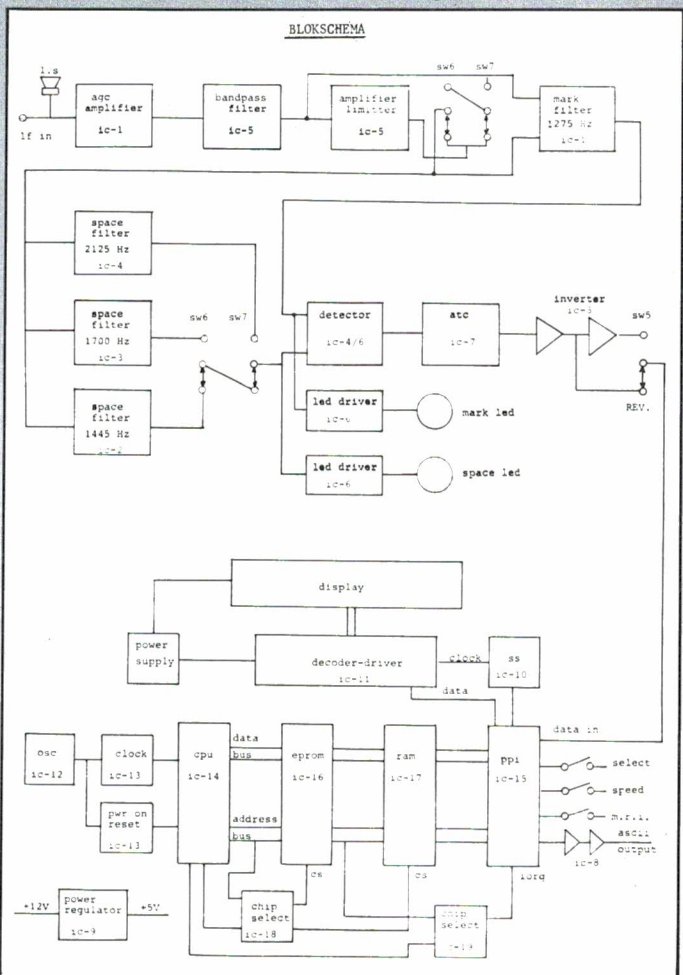 BLOKSCHEMA
l.s
lf in
agc
amplifier
ic-1
bandpass
filter
ic-5
amplifier
limitter
ic-5
sw6 sw7
mark
filter
1275 Hz
space
filter
2125 Hz
ic-4
space
filter
1700 Hz
ic-3
space
filter
1445 Hz
ic-2
sw6 sw7
detector
ic-4/6
atc
ic-7
inverter
sw5
REV.
led driver
ic-6
mark led
led driver
ic-6
space led
display
power
supply
decoder-driver
ic-11
clock
data
ss
ic-10
data in
osc
ic-12
clock
ic-13
pwr on
reset
ic-13
cpu
ic-14
data
bus
address
bus
eprom
ic-16
ram
ic-17
ppi
ic-15
select
speed
m.r.i.
ascii
output
ic-8
cs
cs
iorq
chip
select
ic-18
chip
select
ic-19
+12V
power
regulator
ic-9
+5V